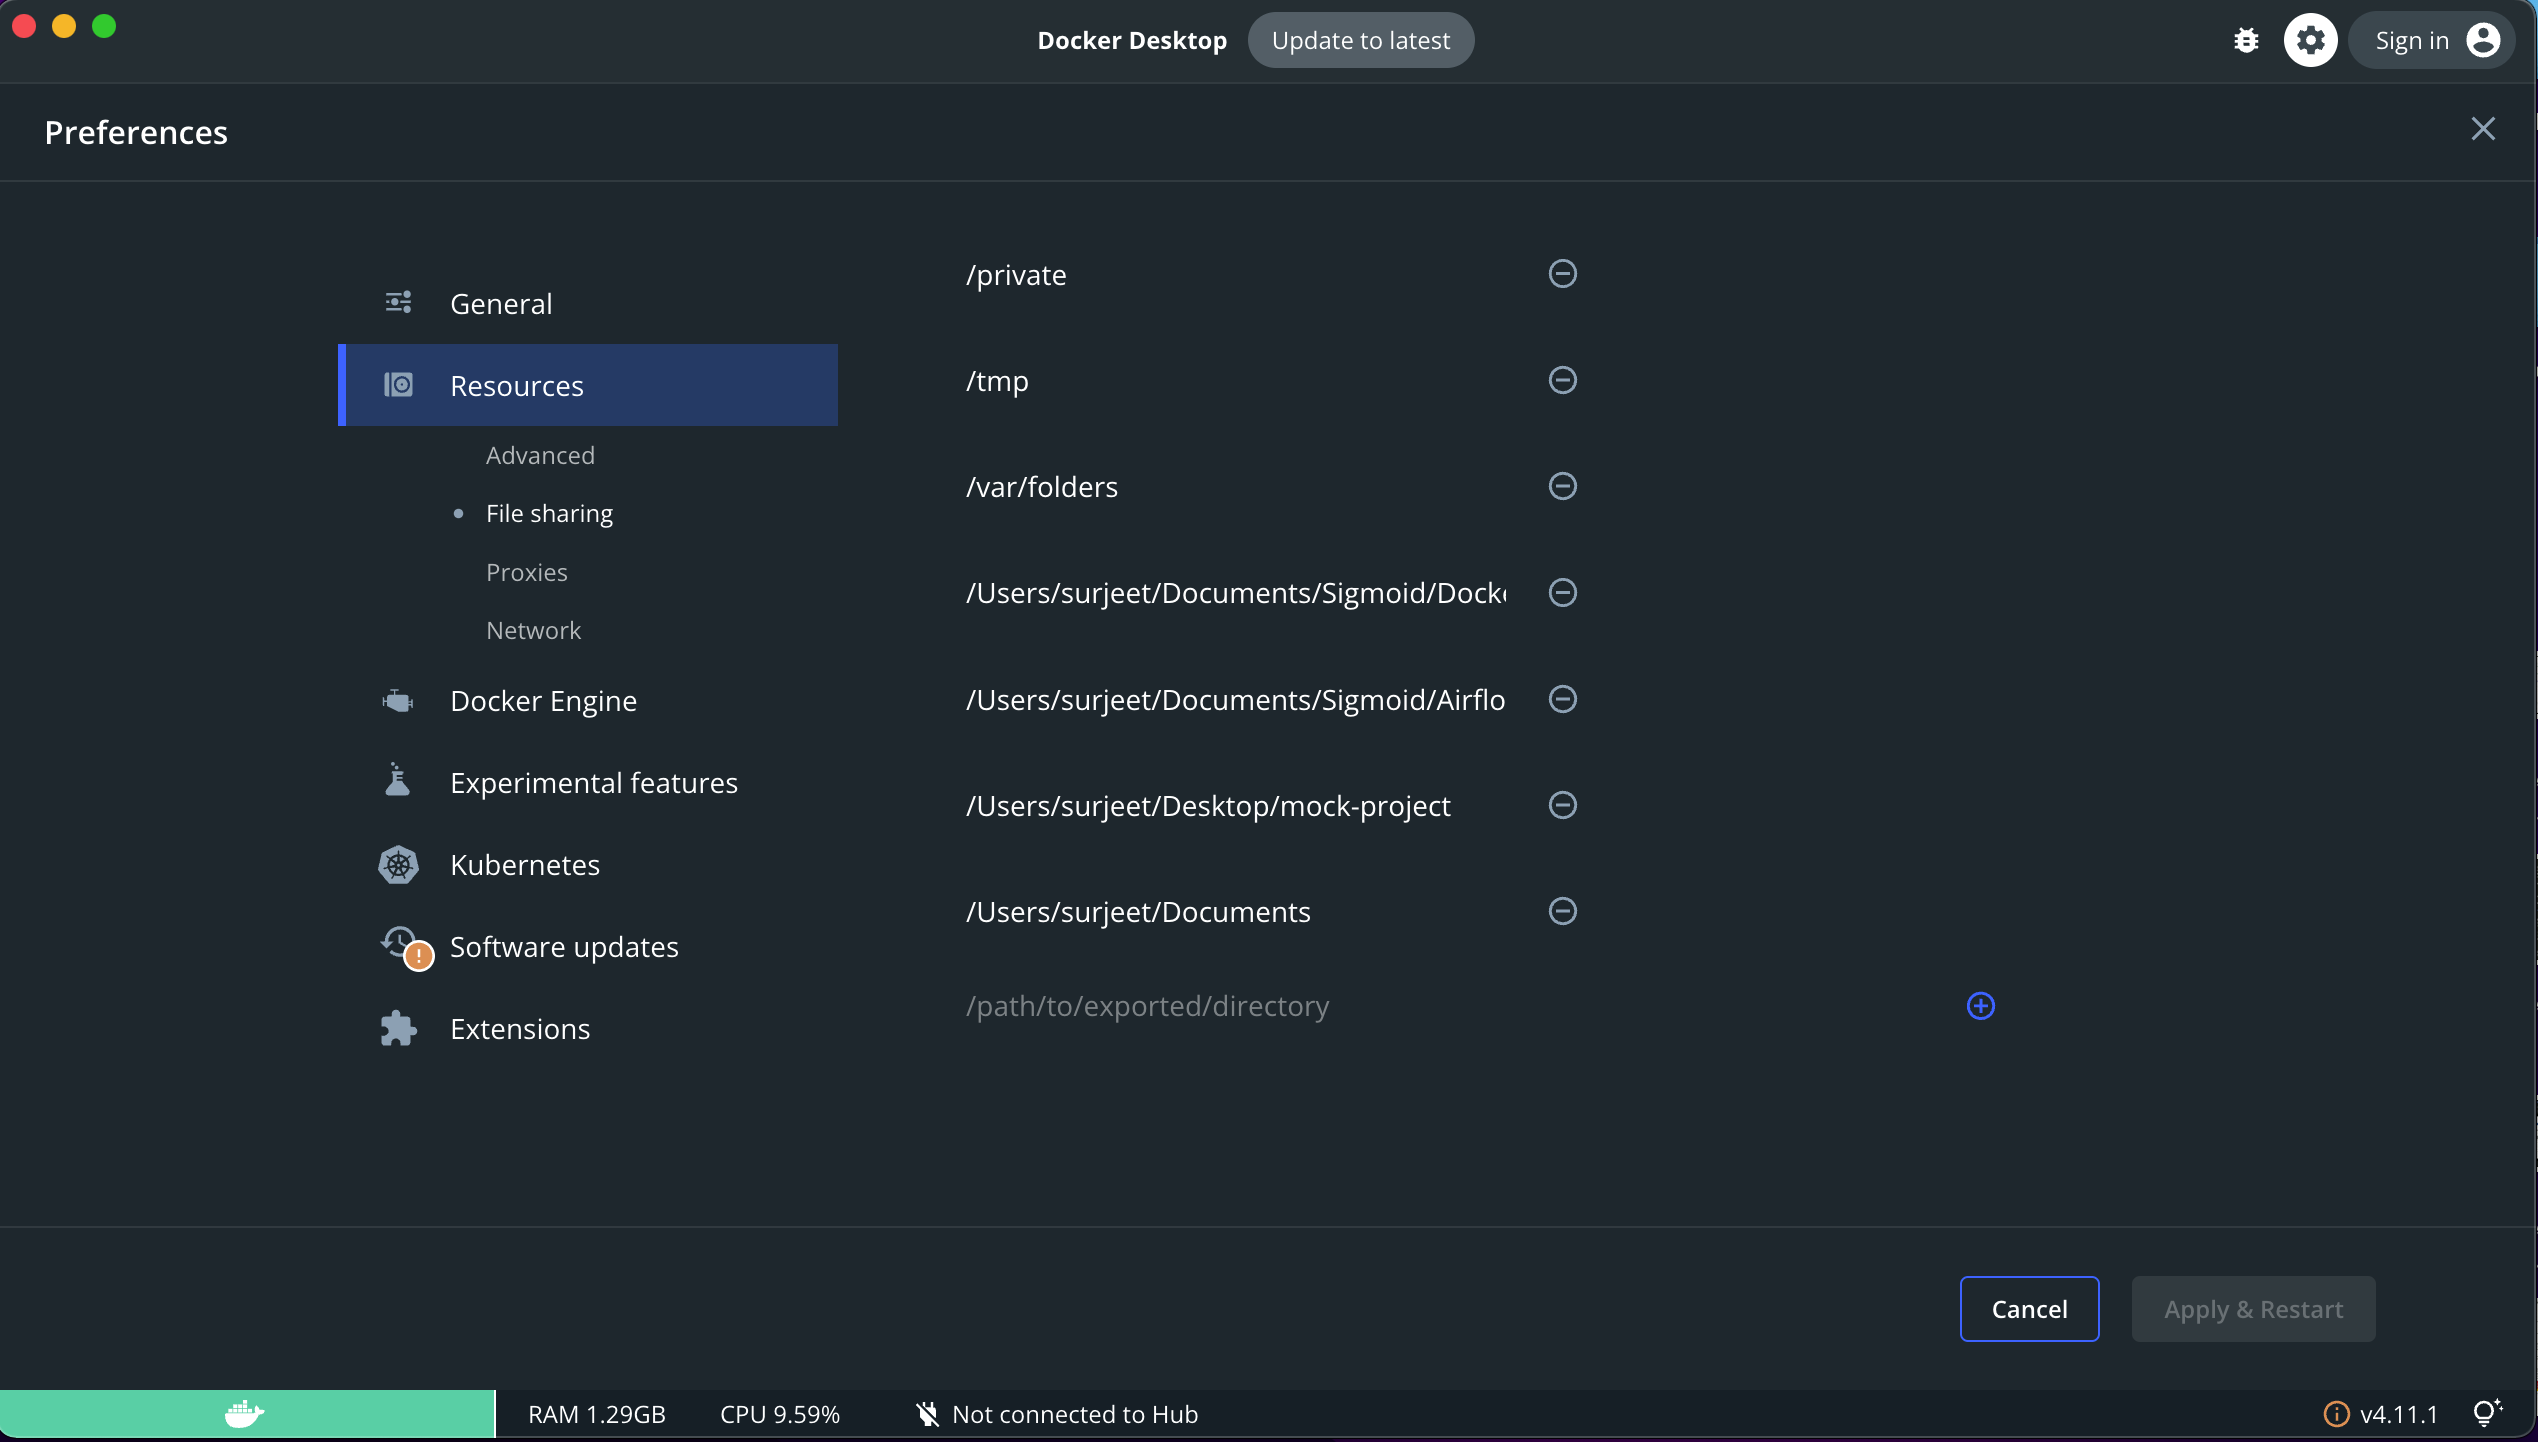 Docker Desktop
Update to latest
Sign in
Preferences
General
Resources
Advanced
File sharing
Proxies
Network
Docker Engine
Experimental features
Kubernetes
Software updates
Extensions
/private
/tmp
/var/folders
/Users/surjeet/Documents/Sigmoid/Docke
/Users/surjeet/Documents/Sigmoid/Airflo
/Users/surjeet/Desktop/mock-project
/Users/surjeet/Documents
/path/to/exported/directory
Cancel
Apply & Restart
RAM 1.29GB
CPU 9.59%
Not connected to Hub
v4.11.1